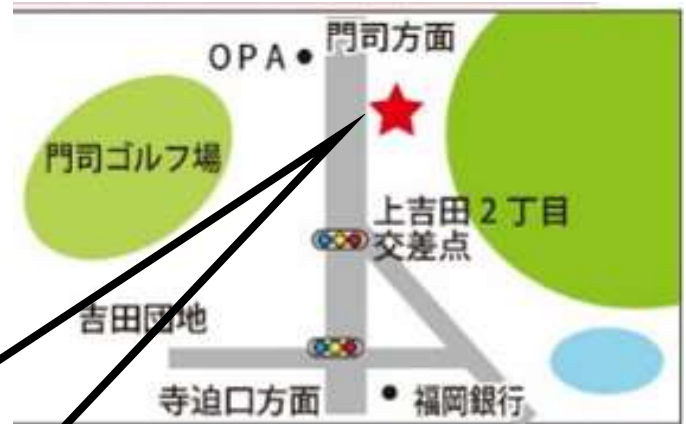 門司方面
OPA
門司ゴルフ場
上吉田2丁目
交差点
吉田団地
寺迫口方面
福岡銀行